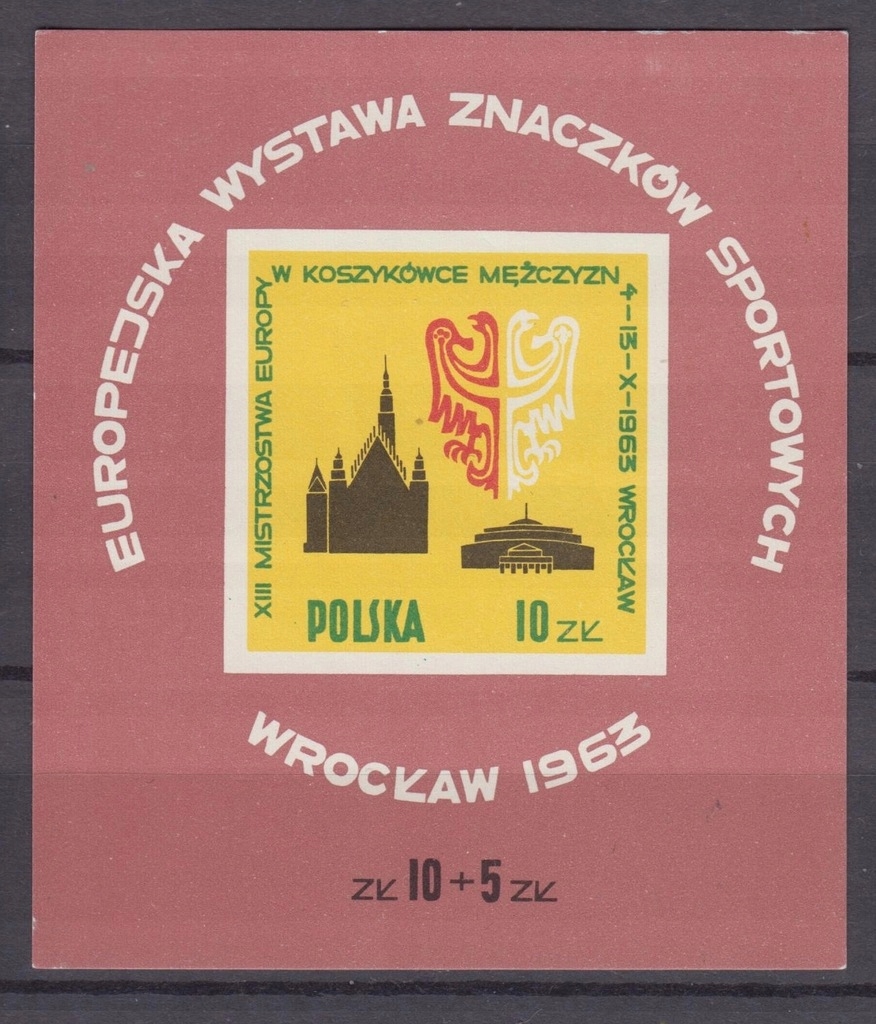 EUROPEJSKA WYSTAWA ZNACZKÓW SPORTOWYCH
XIII MISTRZOSTWA EUROPY
W KOSZYKÓWCE MĘŻCZYZN
4-13-X-1963 WROCŁAW
POLSKA 10 ZŁ
WROCŁAW 1963
ZŁ 10+5 ZŁ